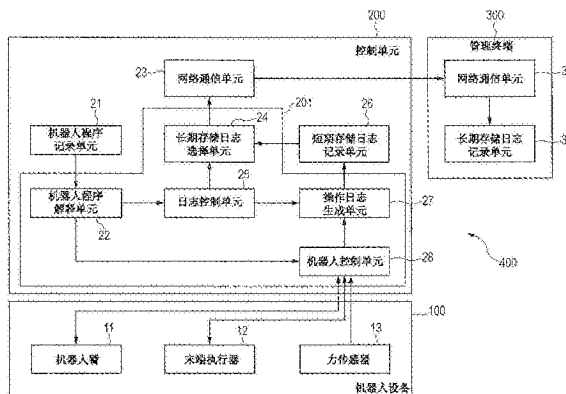 200
控制单元
300
管理终端
23
网络通信单元
网络通信单元
3
21
机器人程序
记录单元
24
长期存储日志
选择单元
201
26
短期存储日志
记录单元
长期存储日志
记录单元
3
机器人程序
解释单元
22
日志控制单元
25
操作日志
生成单元
27
机器人控制单元
28
400
100
11
机器人臂
12
末端执行器
13
力传感器
机器人设备